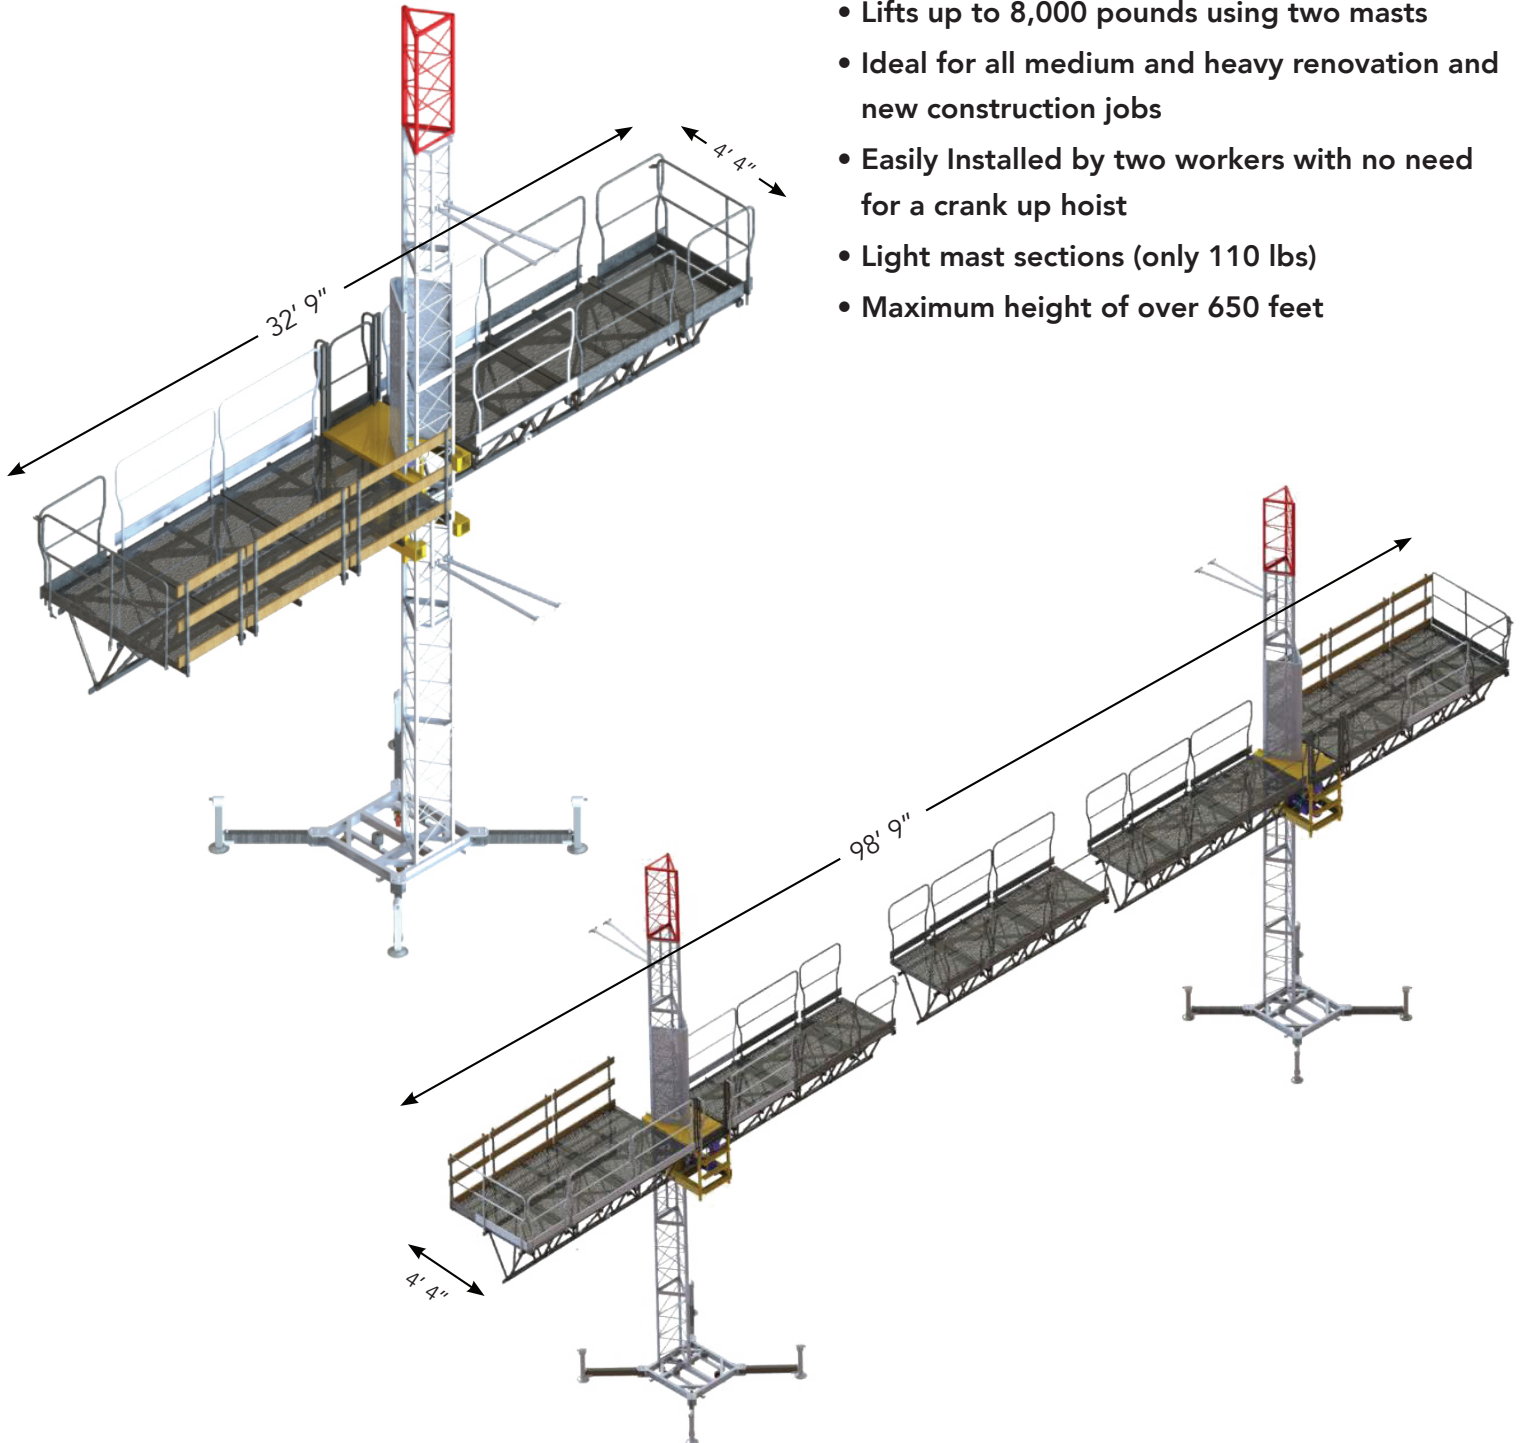 • Lifts up to 8,000 pounds using two masts
• Ideal for all medium and heavy renovation and
new construction jobs
• Easily Installed by two workers with no need
for a crank up hoist
• Light mast sections (only 110 lbs)
• Maximum height of over 650 feet
4' 4"
32' 9"
98' 9"
4' 4"